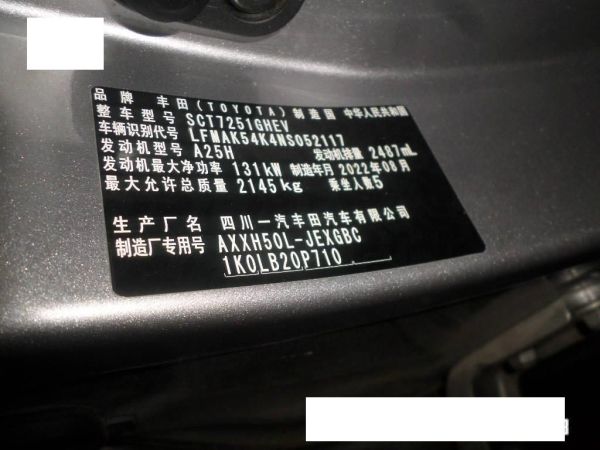 品牌 丰田(TOYOTA) 制造国 中华人民共和国
整车型号 SCT7251GHEV
车辆识别代号 LFMAK54K4NS052117
发动机型号 A25H 发动机排量 2487mL
发动机最大净功率 131kW 制造年月 2022年08月
最大允许总质量 2145kg 乘坐人数5
生产厂名 四川一汽丰田汽车有限公司
制造厂专用号 AXXH50L-JEXGBC
1K0LB20P710